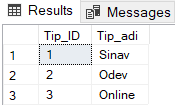 Results Messages
Tip_ID Tip_adi
1 1 Sinav
2 2 Odev
3 3 Online